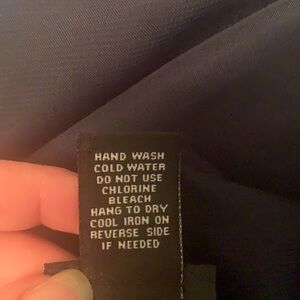 HAND WASH
COLD WATER
DO NOT USE
CHLORINE
BLEACH
HANG TO DRY
COOL IRON ON
REVERSE SIDE
IF NEEDED